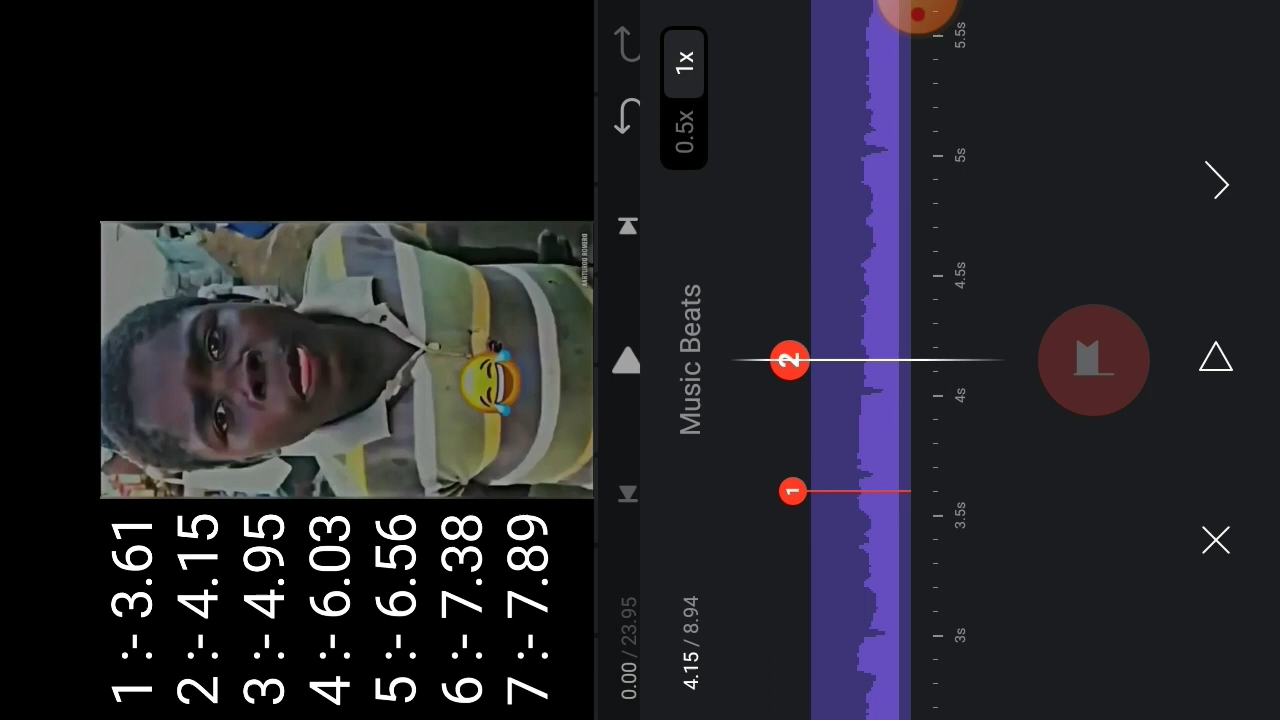 1 :- 3.61
2 :- 4.15
3 :- 4.95
4 :- 6.03
5 :- 6.56
6 :- 7.38
7 :- 7.89
0.00 / 23.95
4.15 / 8.94
Music Beats
0.5x 1x
1
2
3s 3.5s 4s 4.5s 5s 5.5s